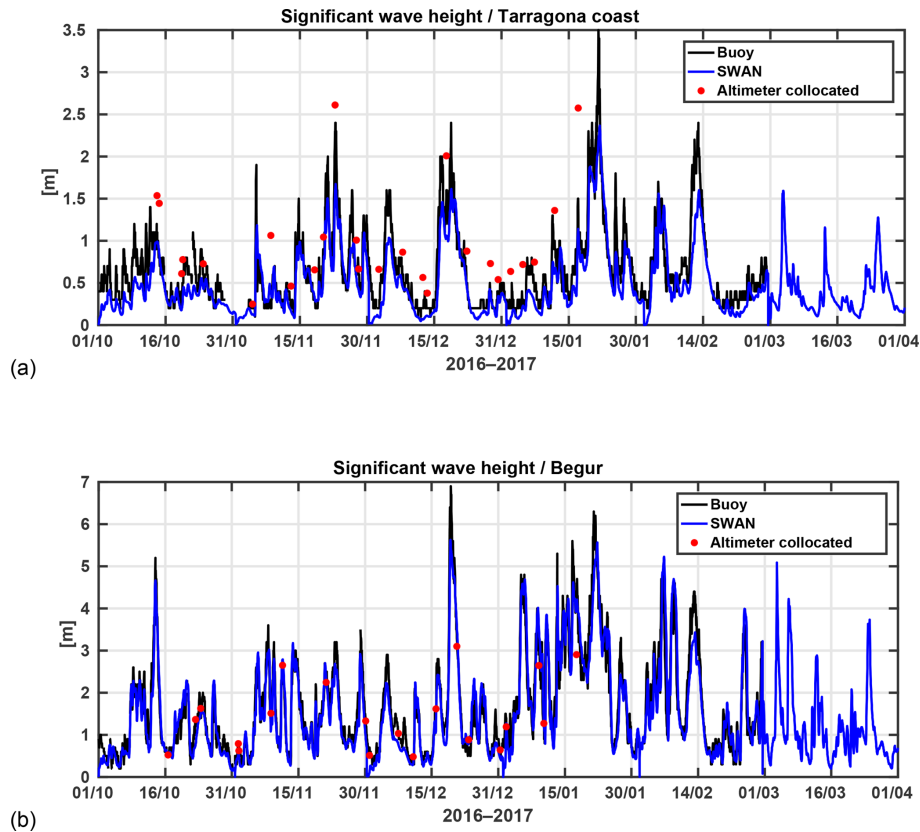 Significant wave height / Tarragona coast
3.5
3
2.5
2
1.5
1
0.5
0
[m]
Buoy
SWAN
Altimeter collocated
01/10 16/10 31/10 15/11 30/11 15/12 31/12 15/01 30/01 14/02 01/03 16/03 01/04
2016–2017
(a)
Significant wave height / Begur
7
6
5
4
3
2
1
0
[m]
Buoy
SWAN
Altimeter collocated
01/10 16/10 31/10 15/11 30/11 15/12 31/12 15/01 30/01 14/02 01/03 16/03 01/04
2016–2017
(b)